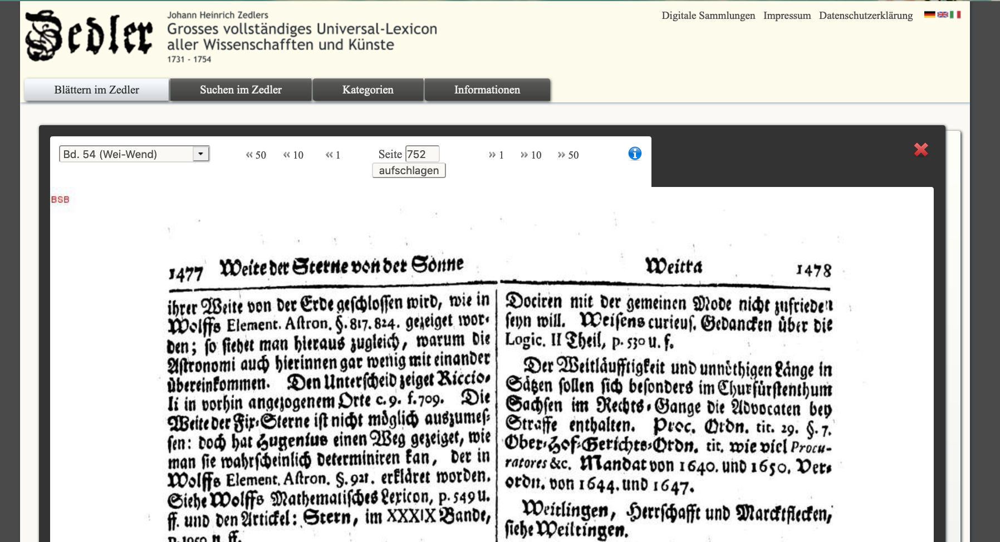 Zedler
Johann Heinrich Zedlers
Grosses vollständiges Universal-Lexicon
aller Wissenschafften und Künste
1731 - 1754
Digitale Sammlungen Impressum Datenschutzerklärung
Blättern im Zedler Suchen im Zedler Kategorien Informationen
Bd. 54 (Wei-Wend) « 50 « 10 « 1 Seite 752 » 1 » 10 » 50
aufschlagen
BSB
1477 Weite der Sterne von der Sonne
ihrer Weite von der Erde geschlossen wird, wie in
Wolffs Element. Astron. §. 817. 824. gezeiget wor-
den; so siehet man hieraus zugleich, warum die
Astronomi auch hierinnen gar wenig mit einander
übereinkommen. Den Unterscheid zeiget Riccio-
li in vorhin angezogenem Orte c. 9. f. 709. Die
Weite der Fix-Sterne ist nicht möglich auszumes-
sen: doch hat Hugenius einen Weg gezeiget, wie
man sie wahrscheinlich determiniren kan, der in
Wolffs Element. Astron. §. 921. erkläret worden.
Siehe Wolffs Mathematisches Lexicon, p. 549 u.
ff. und den Artickel: Stern, im XXXIX Bande,
p. 1950 u. ff.
Weitra 1478
Dociren mit der gemeinen Mode nicht zufrieden
seyn will. Weisens curieus. Gedancken über die
Logic. II Theil, p. 530 u. f.
Der Weitläufftigkeit und unnöthigen Länge in
Sätzen sollen sich besonders im Churfürstenthum
Sachsen im Rechts-Gange die Advocaten bey
Straffe enthalten. Proc. Ordn. tit. 29. §. 7.
Ober-Hof-Gerichts-Ordn. tit. wie viel Procu-
ratores &c. Mandat von 1640. und 1650. Ver-
ordn. von 1644. und 1647.
Weitlingen, Herrschafft und Marcktflecken,
siehe Weiltingen.